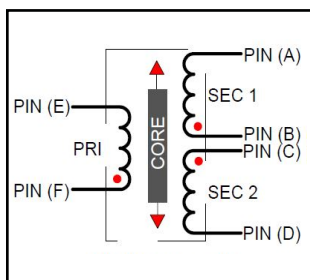 PIN (A)
SEC 1
PIN (E)
PIN (B)
PIN (C)
PRI
CORE
PIN (F)
SEC 2
PIN (D)